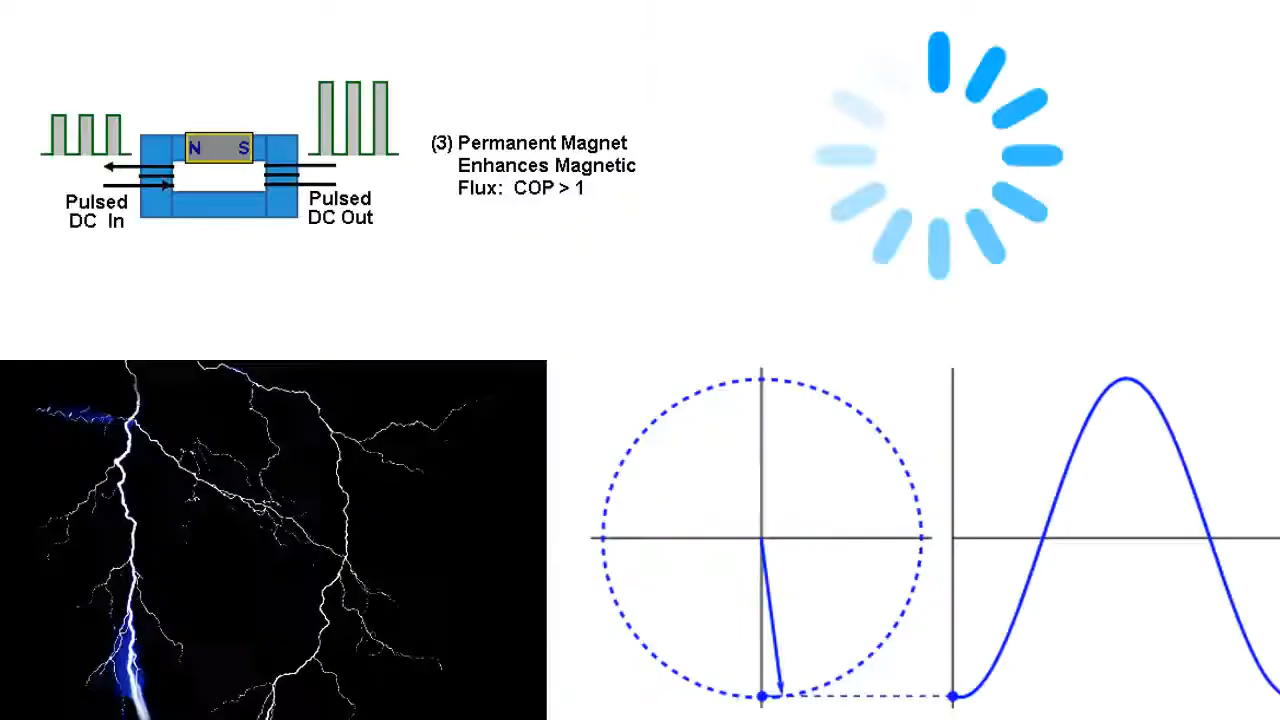 N S
(3) Permanent Magnet
Enhances Magnetic
Flux: COP > 1
Pulsed
DC In
Pulsed
DC Out